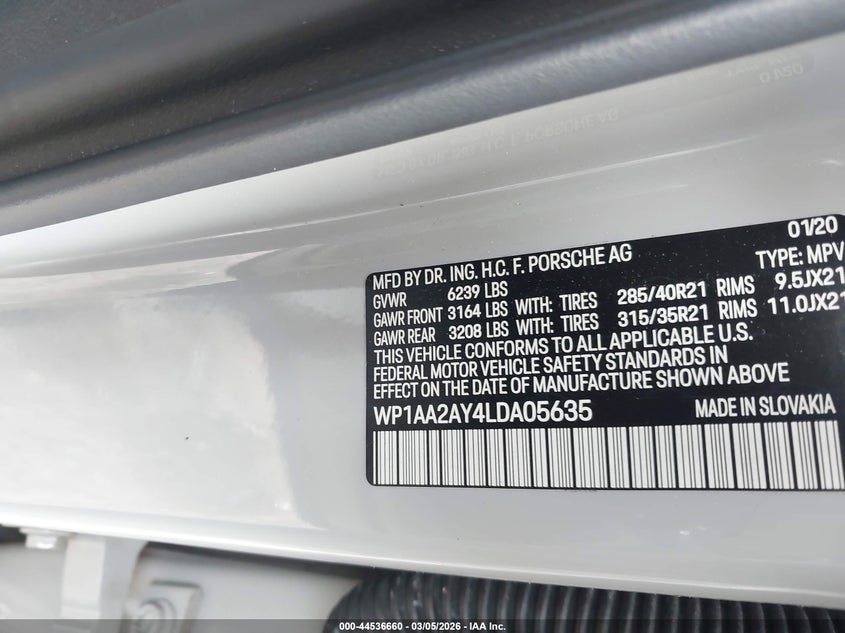 01/20
MFD BY DR. ING. H.C. F. PORSCHE AG TYPE: MPV
GVWR 6239 LBS
GAWR FRONT 3164 LBS WITH: TIRES 285/40R21 RIMS 9.5JX21
GAWR REAR 3208 LBS WITH: TIRES 315/35R21 RIMS 11.0JX21
THIS VEHICLE CONFORMS TO ALL APPLICABLE U.S.
FEDERAL MOTOR VEHICLE SAFETY STANDARDS IN
EFFECT ON THE DATE OF MANUFACTURE SHOWN ABOVE
WP1AA2AY4LDA05635 MADE IN SLOVAKIA
000-44536660 - 03/05/2026 - IAA Inc.